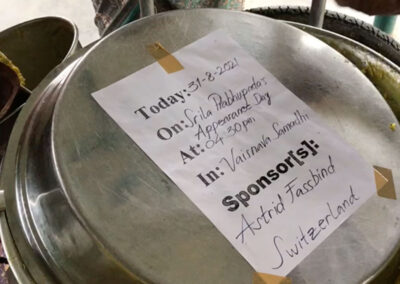 Today: 31-8-2021
On: Srila Prabhupada's
Appearance Day
At: 04:30pm
In: Vaisnava Samadhi
Sponsor[s]:
Astrid Fassbind
Switzerland